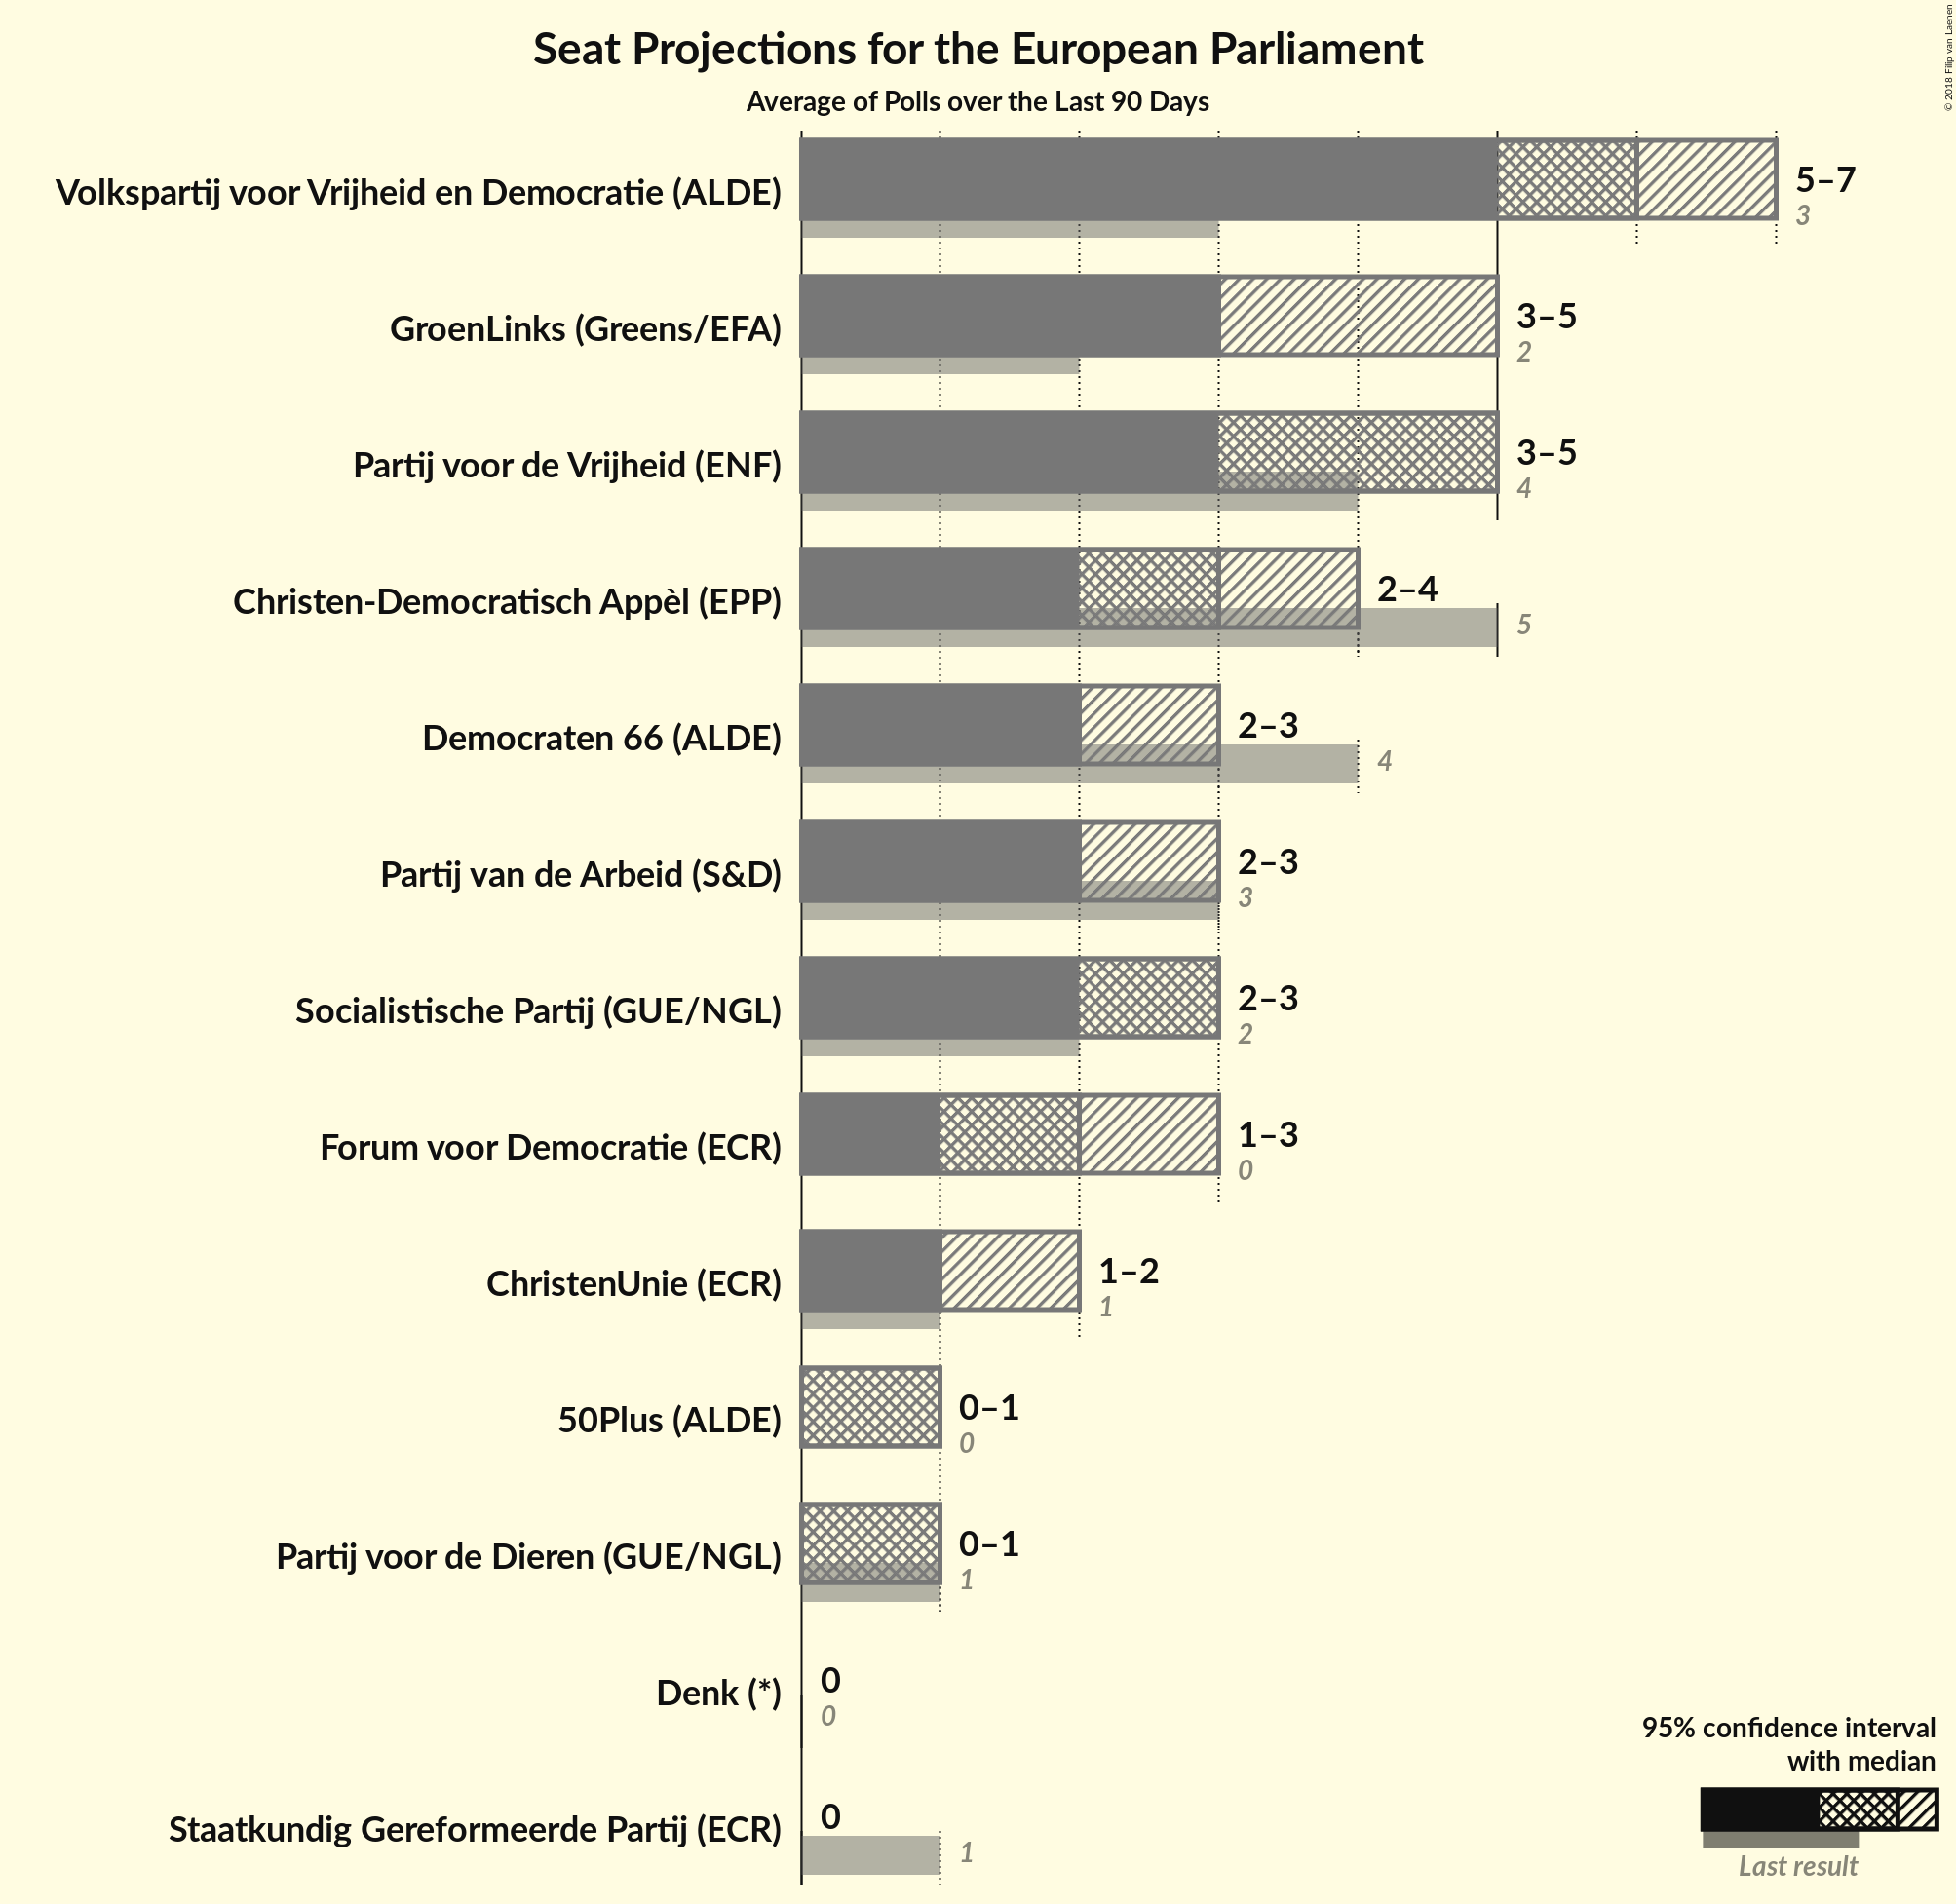 Seat Projections for the European Parliament
Average of Polls over the Last 90 Days
© 2018 Filip van Laenen
Volkspartij voor Vrijheid en Democratie (ALDE)
5–7
3
GroenLinks (Greens/EFA)
3–5
2
Partij voor de Vrijheid (ENF)
3–5
4
Christen-Democratisch Appèl (EPP)
2–4
5
Democraten 66 (ALDE)
2–3
4
Partij van de Arbeid (S&D)
2–3
3
Socialistische Partij (GUE/NGL)
2–3
2
Forum voor Democratie (ECR)
1–3
0
ChristenUnie (ECR)
1–2
1
50Plus (ALDE)
0–1
0
Partij voor de Dieren (GUE/NGL)
0–1
1
Denk (*)
0
0
Staatkundig Gereformeerde Partij (ECR)
0
1
95% confidence interval
with median
Last result